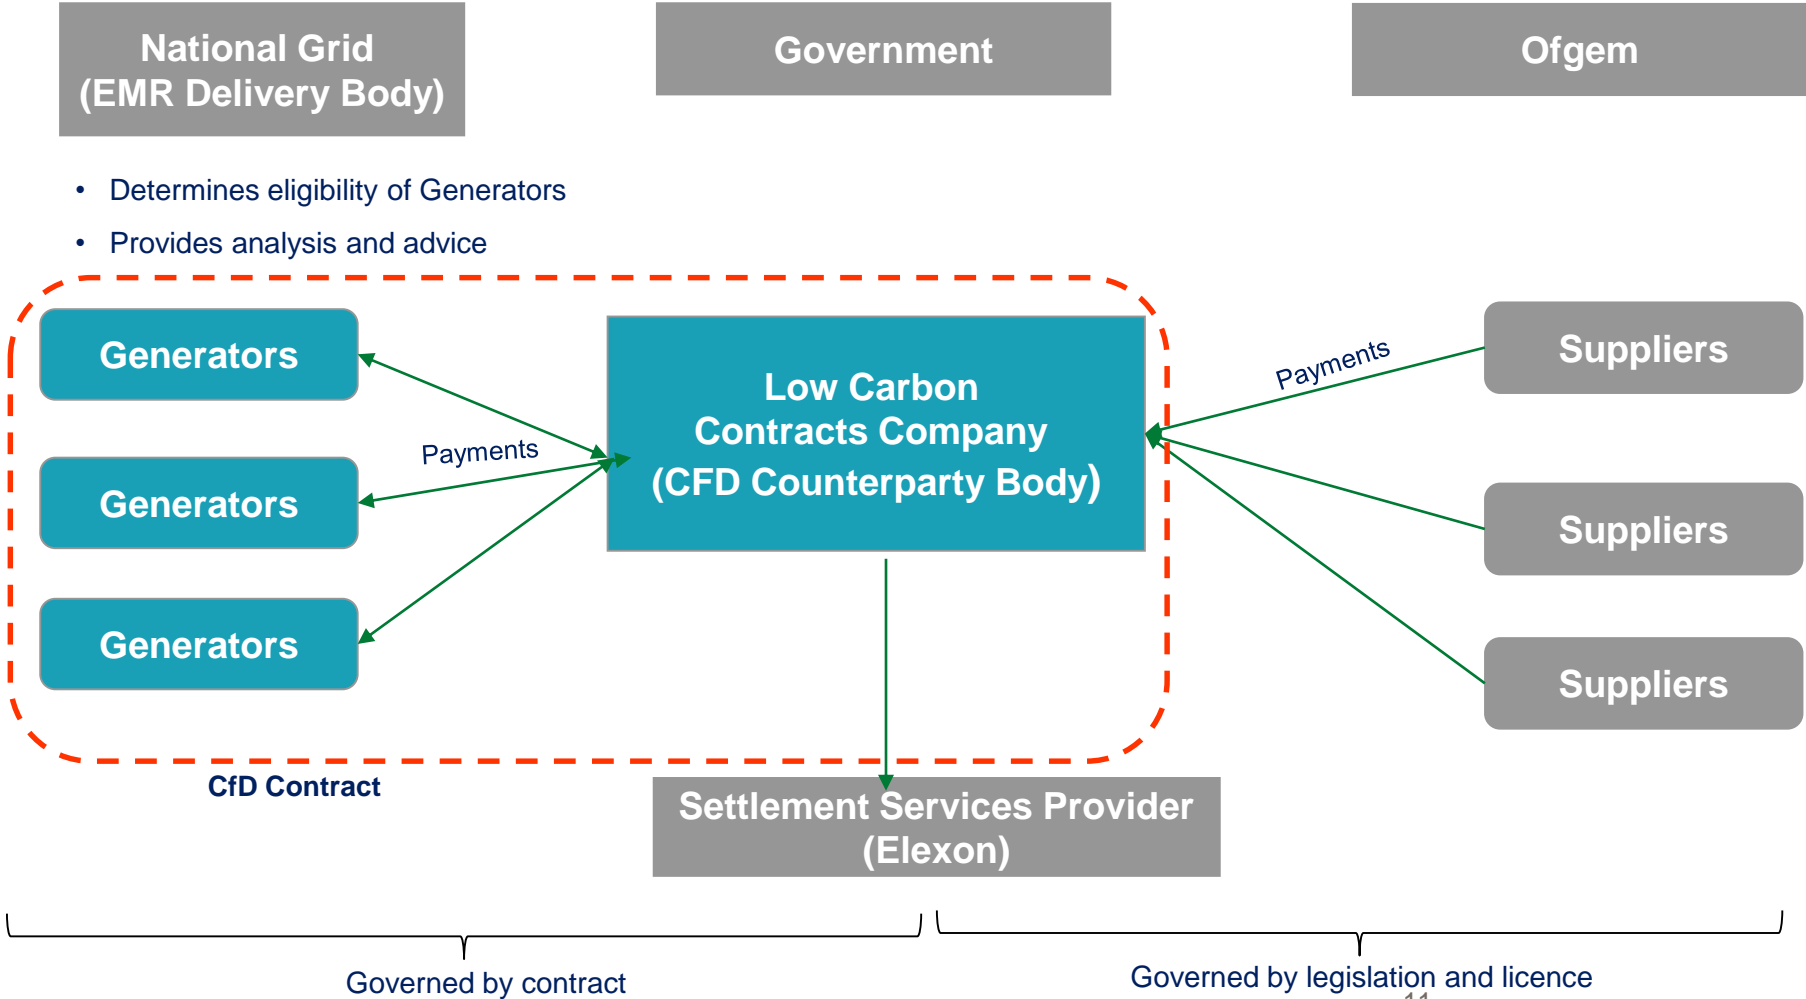 National Grid
(EMR Delivery Body)
Government
Ofgem
• Determines eligibility of Generators
• Provides analysis and advice
Generators
Generators
Generators
Payments
Low Carbon
Contracts Company
(CFD Counterparty Body)
Payments
Suppliers
Suppliers
Suppliers
CfD Contract
Settlement Services Provider
(Elexon)
Governed by contract
Governed by legislation and licence
11